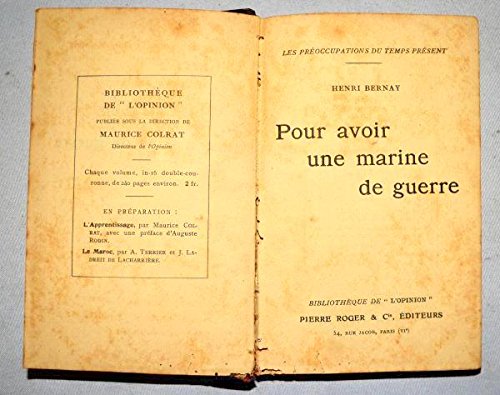 BIBLIOTHÈQUE
DE "L'OPINION"
PUBLIÉE SOUS LA DIRECTION DE
MAURICE COLRAT
Directeur de l'Opinion
Chaque volume, in-16 double-cou-
ronne, de 240 pages environ. 2 fr.
EN PRÉPARATION :
L'Apprentissage, par Maurice COL-
RAT, avec une préface d'Auguste
RODIN.
Le Maroc, par A. TERRIER et J. LA-
DREIT DE LACHARRIÈRE.
LES PRÉOCCUPATIONS DU TEMPS PRÉSENT
HENRI BERNAY
Pour avoir
une marine
de guerre
BIBLIOTHÈQUE DE "L'OPINION"
PIERRE ROGER & Cie, ÉDITEURS
54, RUE JACOB, PARIS (VIe)